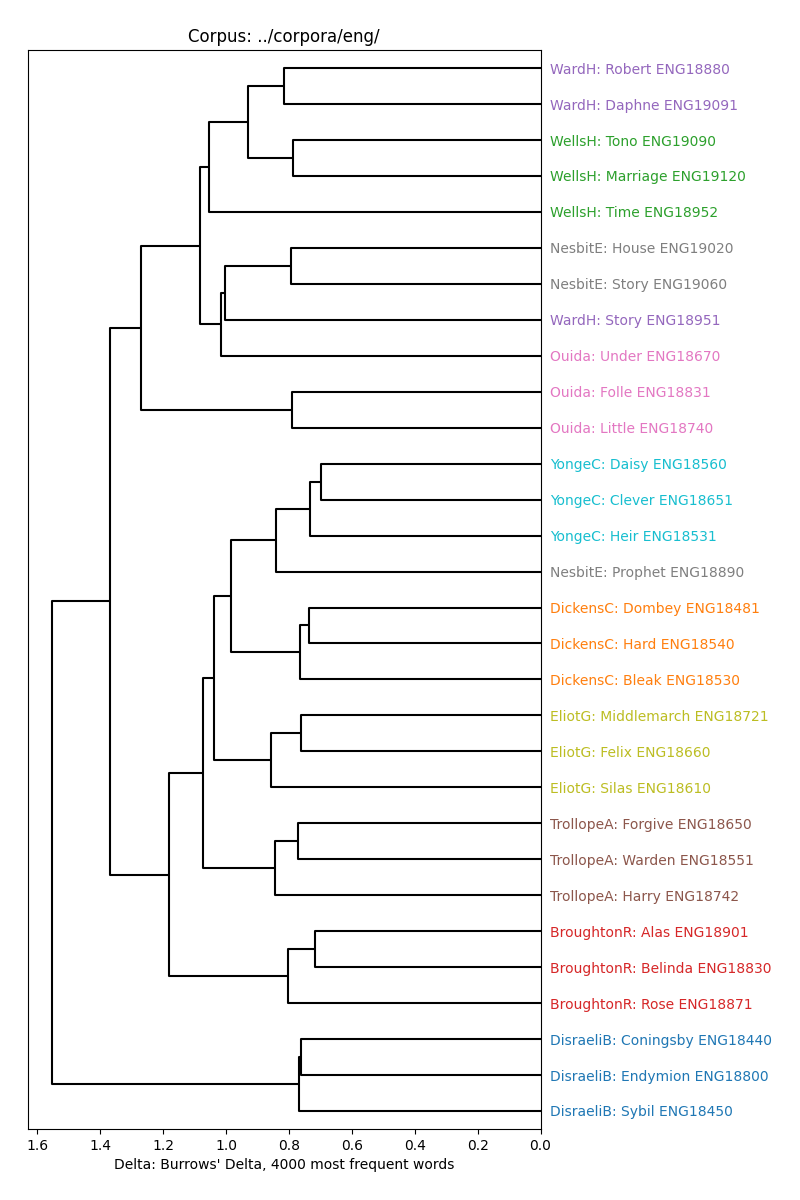 Corpus: ../corpora/eng/
WardH: Robert ENG18880
WardH: Daphne ENG19091
WellsH: Tono ENG19090
WellsH: Marriage ENG19120
WellsH: Time ENG18952
NesbitE: House ENG19020
NesbitE: Story ENG19060
WardH: Story ENG18951
Ouida: Under ENG18670
Ouida: Folle ENG18831
Ouida: Little ENG18740
YongeC: Daisy ENG18560
YongeC: Clever ENG18651
YongeC: Heir ENG18531
NesbitE: Prophet ENG18890
DickensC: Dombey ENG18481
DickensC: Hard ENG18540
DickensC: Bleak ENG18530
EliotG: Middlemarch ENG18721
EliotG: Felix ENG18660
EliotG: Silas ENG18610
TrollopeA: Forgive ENG18650
TrollopeA: Warden ENG18551
TrollopeA: Harry ENG18742
BroughtonR: Alas ENG18901
BroughtonR: Belinda ENG18830
BroughtonR: Rose ENG18871
DisraeliB: Coningsby ENG18440
DisraeliB: Endymion ENG18800
DisraeliB: Sybil ENG18450
1.6 1.4 1.2 1.0 0.8 0.6 0.4 0.2 0.0
Delta: Burrows' Delta, 4000 most frequent words